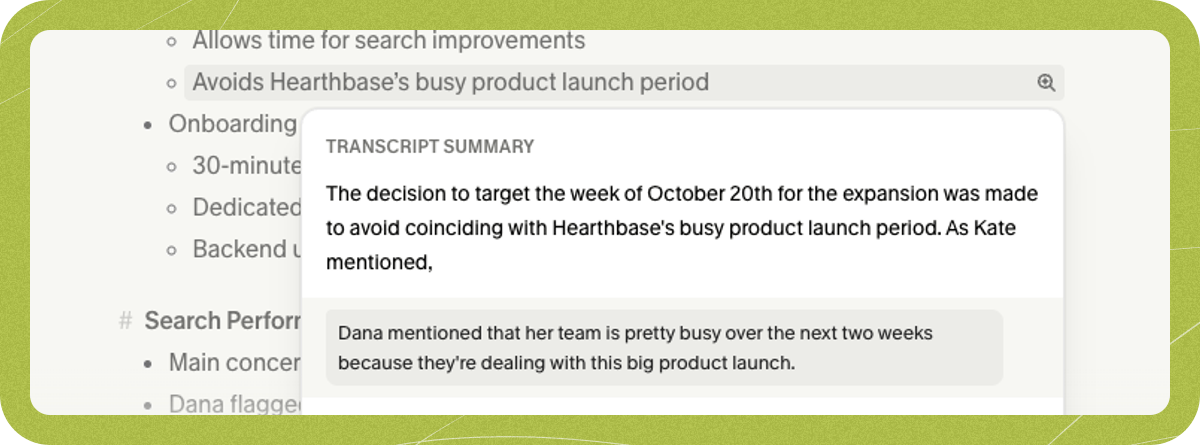 Allows time for search improvements
Avoids Hearthbase’s busy product launch period
Onboarding
30-minute
Dedicated
Backend
TRANSCRIPT SUMMARY
The decision to target the week of October 20th for the expansion was made
to avoid coinciding with Hearthbase's busy product launch period. As Kate
mentioned,
Dana mentioned that her team is pretty busy over the next two weeks
because they're dealing with this big product launch.
# Search Perfor
Main concer
Dana flagged